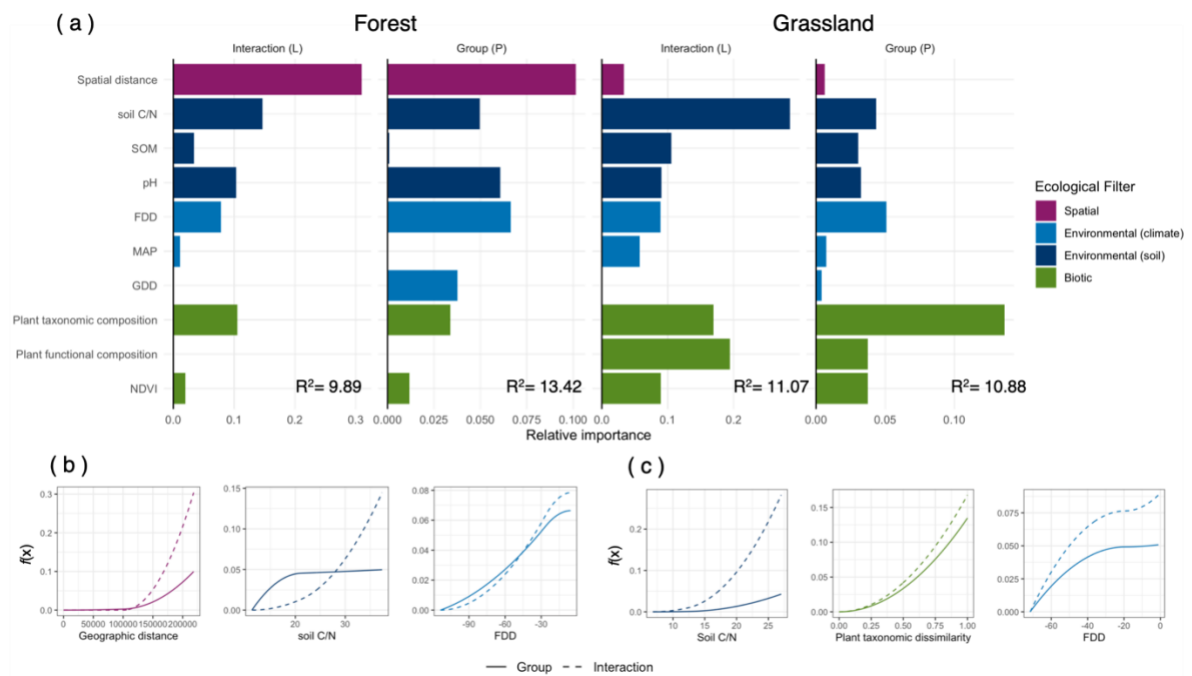 ( a )
Forest
Grassland
Interaction (L)
Group (P)
Interaction (L)
Group (P)
Spatial distance
soil C/N
SOM
pH
FDD
MAP
GDD
Plant taxonomic composition
Plant functional composition
NDVI
R²= 9.89
R²= 13.42
R²= 11.07
R²= 10.88
0.0 0.1 0.2 0.3
0.000 0.025 0.050 0.075 0.100
0.0 0.1 0.2
0.00 0.05 0.10
Relative importance
Ecological Filter
Spatial
Environmental (climate)
Environmental (soil)
Biotic
( b )
f(x)
0.3
0.2
0.1
0.0
0 50000 100000 150000 200000
Geographic distance
0.15
0.10
0.05
0.00
20 30
soil C/N
0.08
0.06
0.04
0.02
0.00
-90 -60 -30
FDD
( c )
f(x)
0.2
0.1
0.0
10 15 20 25
Soil C/N
0.15
0.10
0.05
0.00
0.00 0.25 0.50 0.75 1.00
Plant taxonomic dissimilarity
0.075
0.050
0.025
0.000
-60 -40 -20 0
FDD
Group Interaction